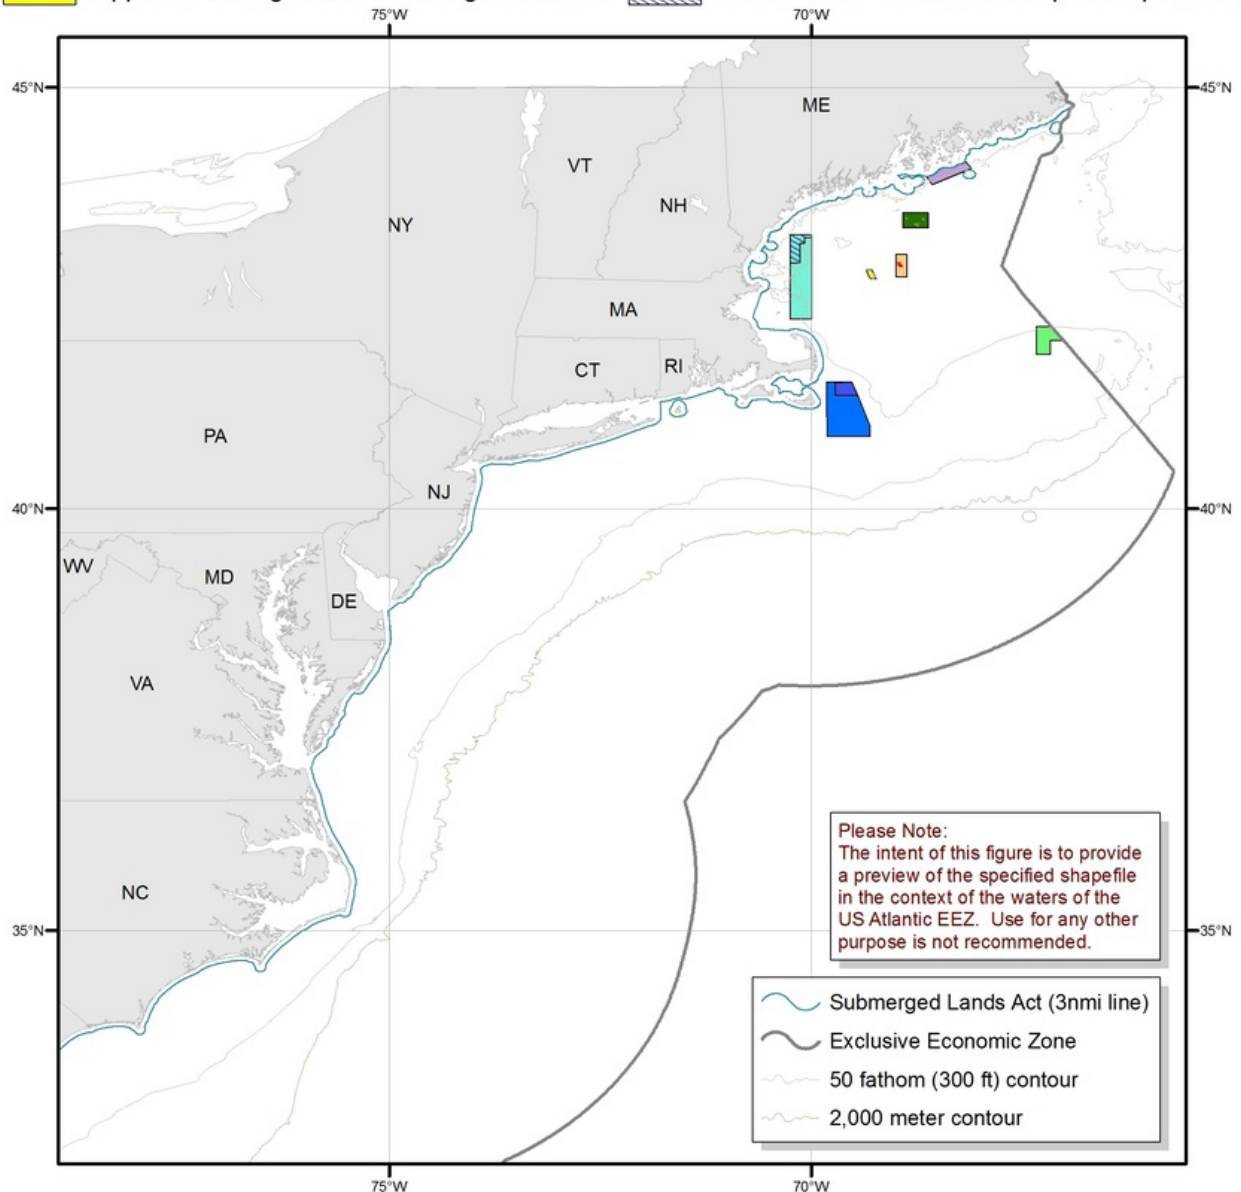 75°W 70°W
45°N 45°N
ME
VT
NH
NY
MA
CT RI
PA
NJ
40°N 40°N
WV
MD
DE
VA
NC
35°N 35°N
Please Note:
The intent of this figure is to provide
a preview of the specified shapefile
in the context of the waters of the
US Atlantic EEZ. Use for any other
purpose is not recommended.
Submerged Lands Act (3nmi line)
Exclusive Economic Zone
50 fathom (300 ft) contour
2,000 meter contour
75°W 70°W